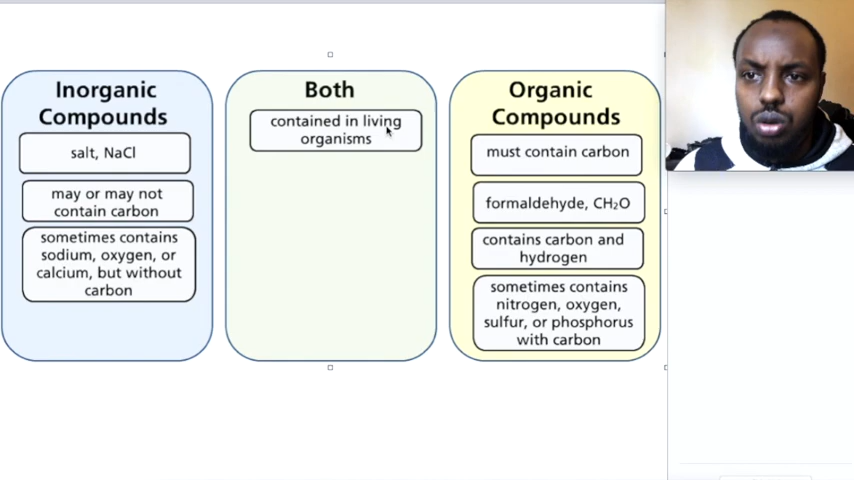 Inorganic
Compounds
salt, NaCl
may or may not
contain carbon
sometimes contains
sodium, oxygen, or
calcium, but without
carbon
Both
contained in living
organisms
Organic
Compounds
must contain carbon
formaldehyde, CH₂O
contains carbon and
hydrogen
sometimes contains
nitrogen, oxygen,
sulfur, or phosphorus
with carbon